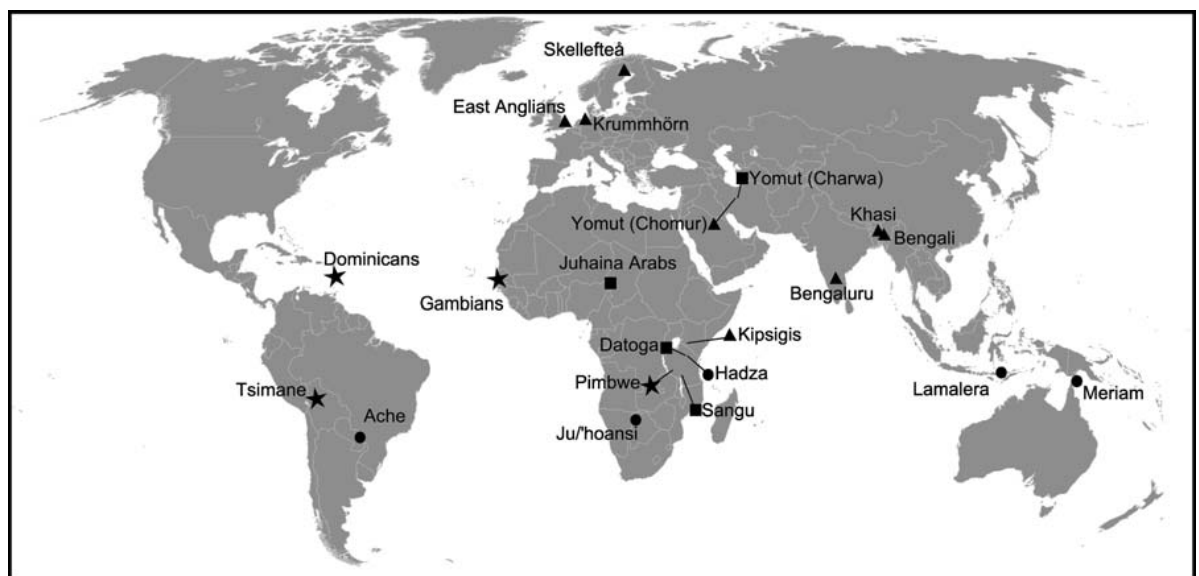 Skellefteå
East Anglians
Krummhörn
Yomut (Charwa)
Yomut (Chomur)
Khasi
Bengali
Dominicans
Juhaina Arabs
Gambians
Bengaluru
Kipsigis
Datoga
Hadza
Pimbwe
Tsimane
Lamalera
Meriam
Ache
Sangu
Ju/'hoansi